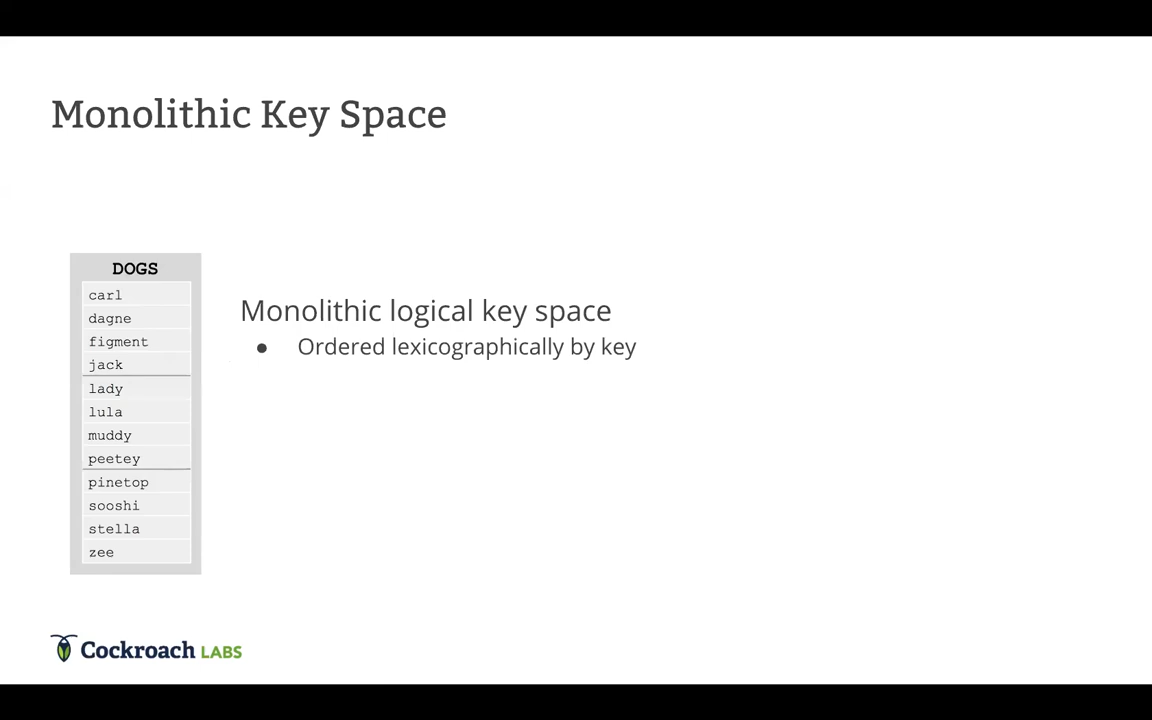 Monolithic Key Space
DOGS
carl
dagne
figment
jack
lady
lula
muddy
peetey
pinetop
sooshi
stella
zee
Monolithic logical key space
● Ordered lexicographically by key
Cockroach LABS